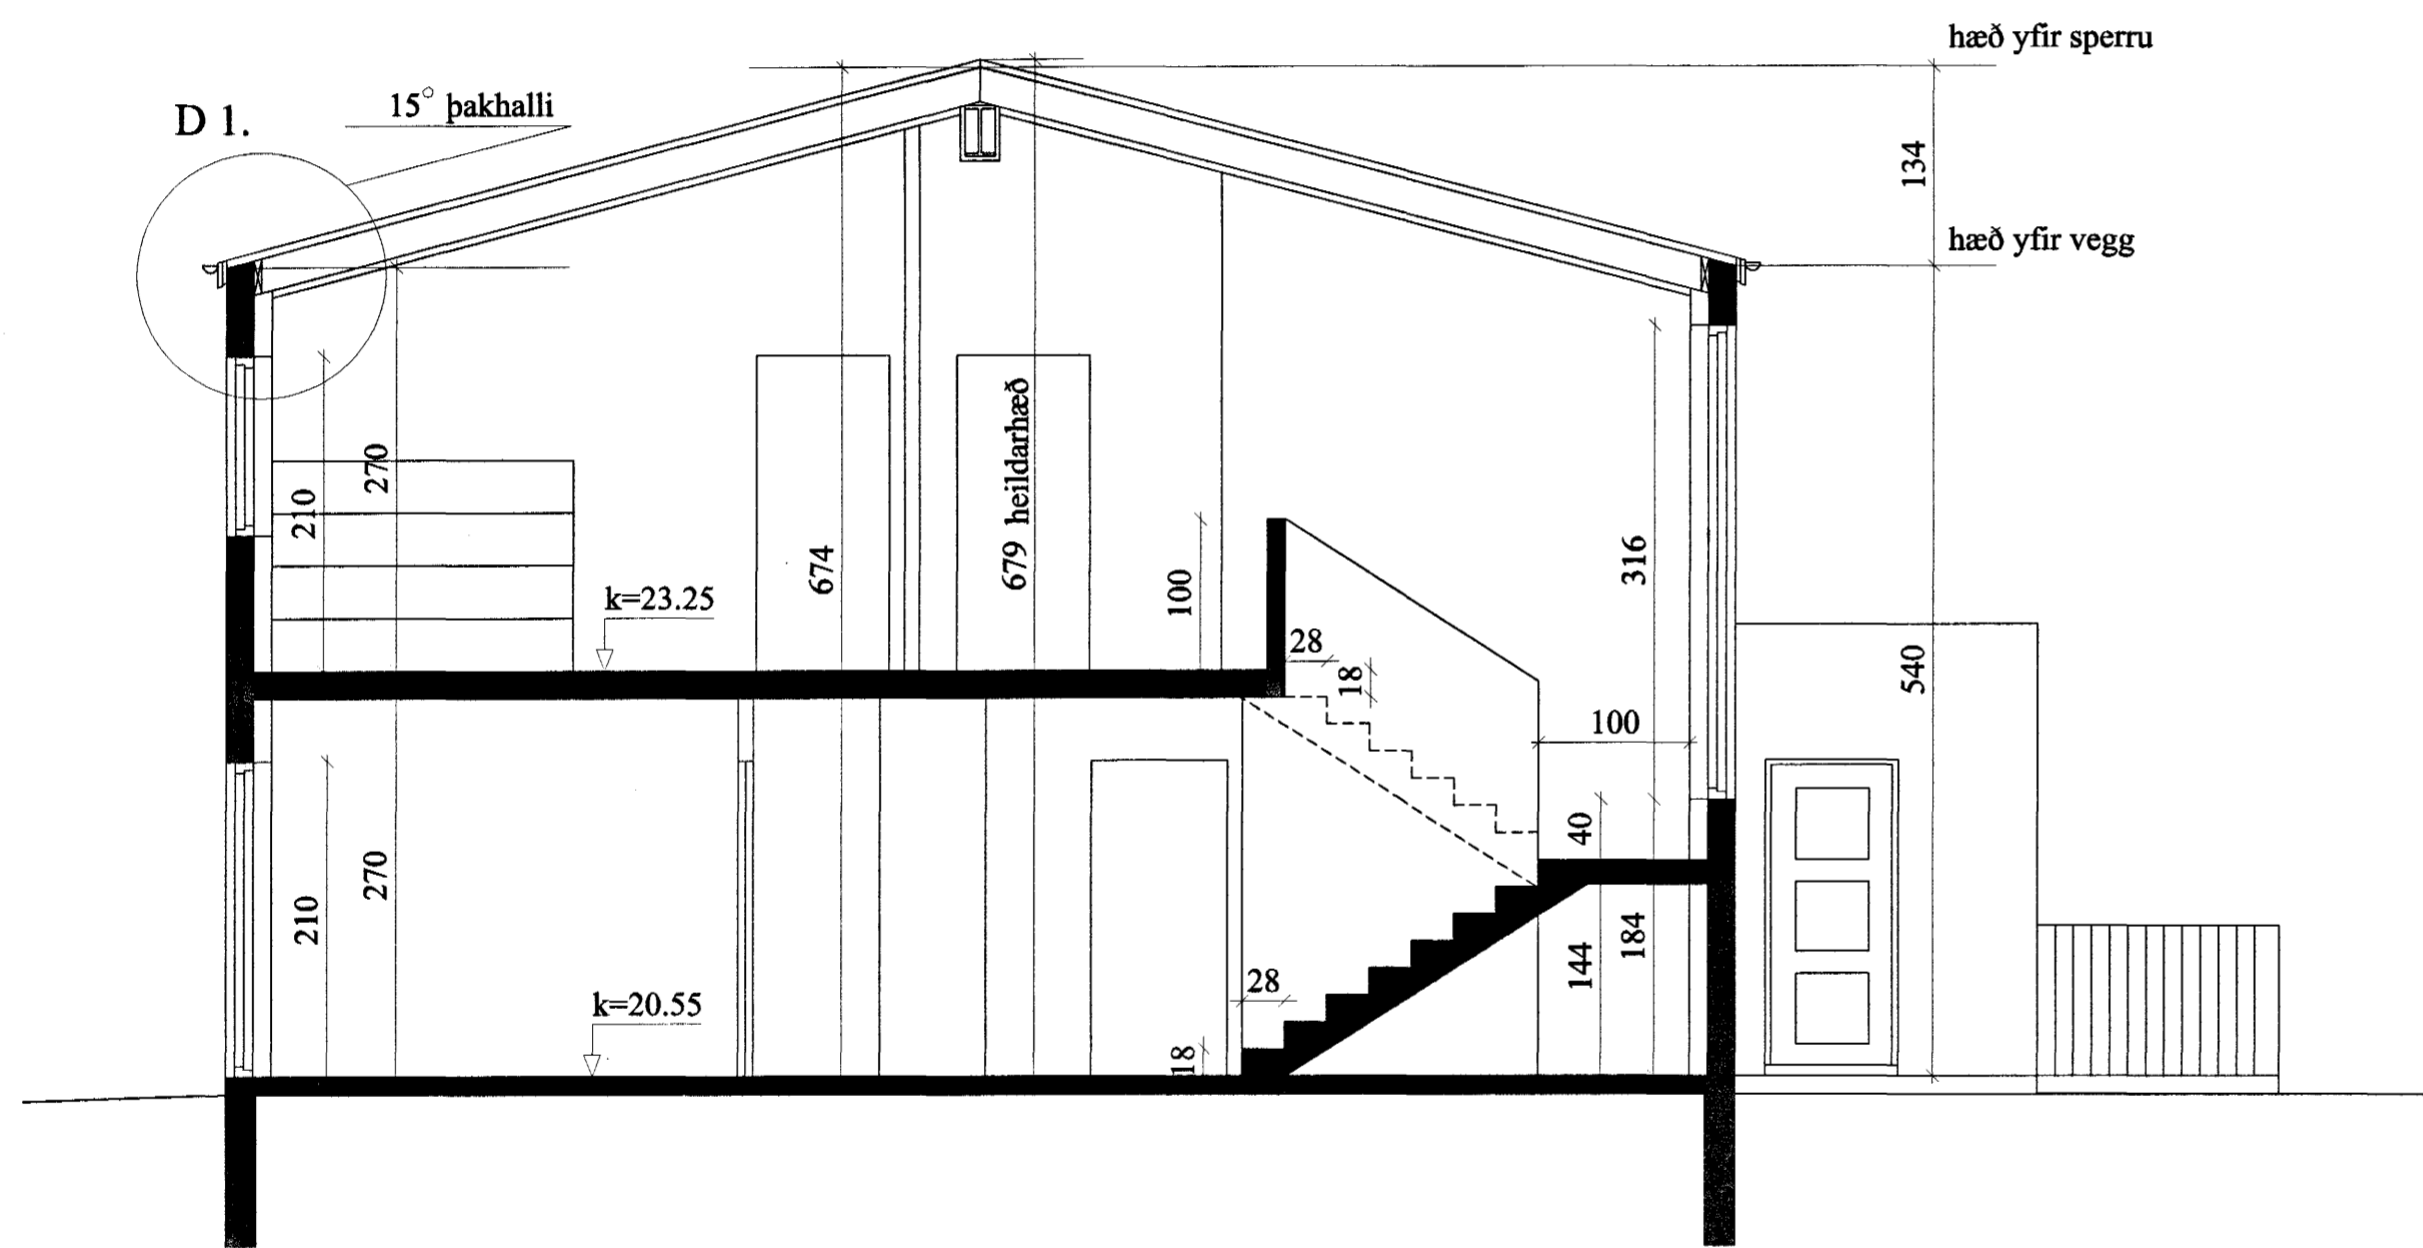 hæð yfir sperru
15° þakhalli
D 1.
134
hæð yfir vegg
270
210
674
679 heildarhæð
100
316
k=23.25
28
18
540
100
40
270
210
144
184
28
k=20.55
18